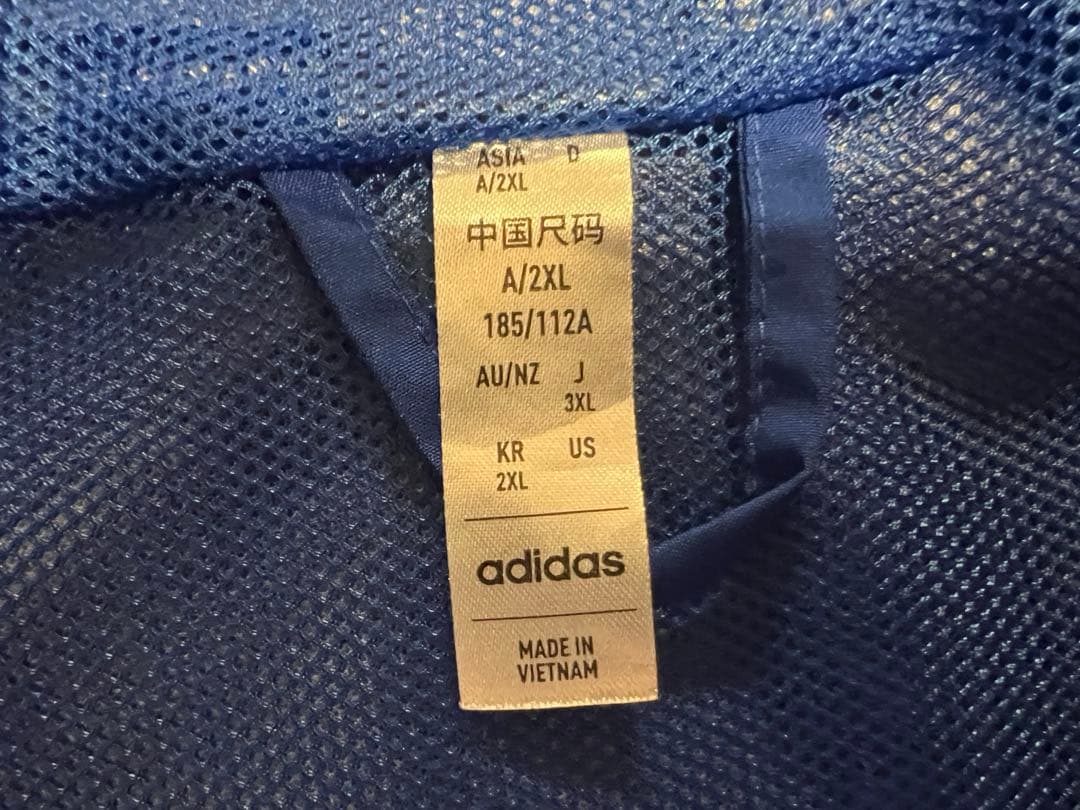 ASIA D
A/2XL
中国尺码
A/2XL
185/112A
AU/NZ J
3XL
KR US
2XL
adidas
MADE IN
VIETNAM